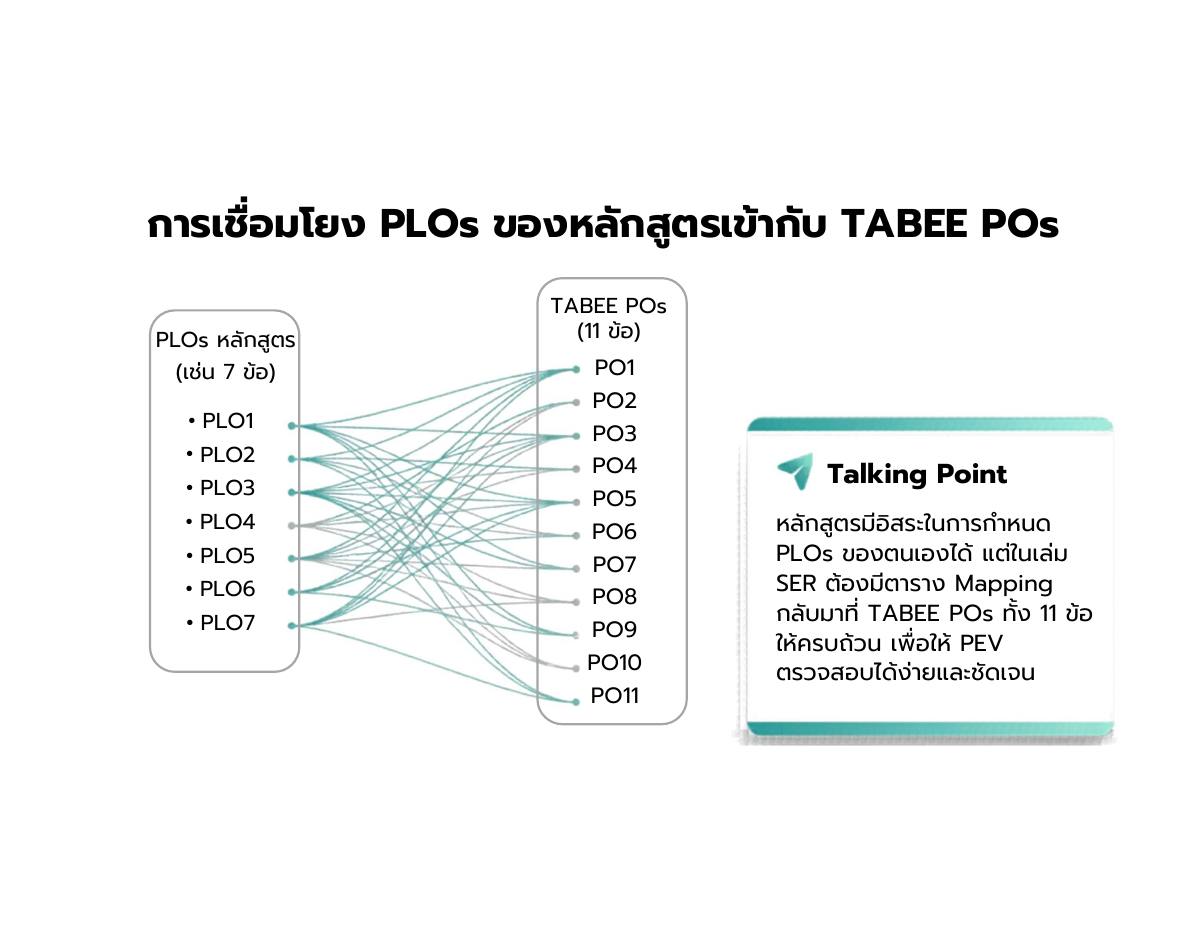 การเชื่อมโยง PLOs ของหลักสูตรเข้ากับ TABEE POs
PLOs หลักสูตร
(เช่น 7 ข้อ)
• PLO1
• PLO2
• PLO3
• PLO4
• PLO5
• PLO6
• PLO7
TABEE POs
(11 ข้อ)
PO1
PO2
PO3
PO4
PO5
PO6
PO7
PO8
PO9
PO10
PO11
Talking Point
หลักสูตรมีอิสระในการกำหนด
PLOs ของตนเองได้ แต่ในเล่ม
SER ต้องมีตาราง Mapping
กลับมาที่ TABEE POs ทั้ง 11 ข้อ
ให้ครบถ้วน เพื่อให้ PEV
ตรวจสอบได้ง่ายและชัดเจน